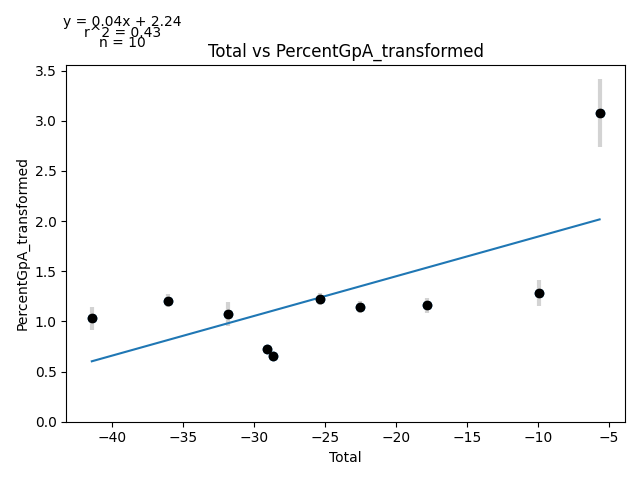 y = 0.04x + 2.24
r^2 = 0.43
n = 10
Total vs PercentGpA_transformed
3.5
3.0
2.5
2.0
1.5
1.0
0.5
0.0
PercentGpA_transformed
−40
−35
−30
−25
−20
−15
−10
−5
Total